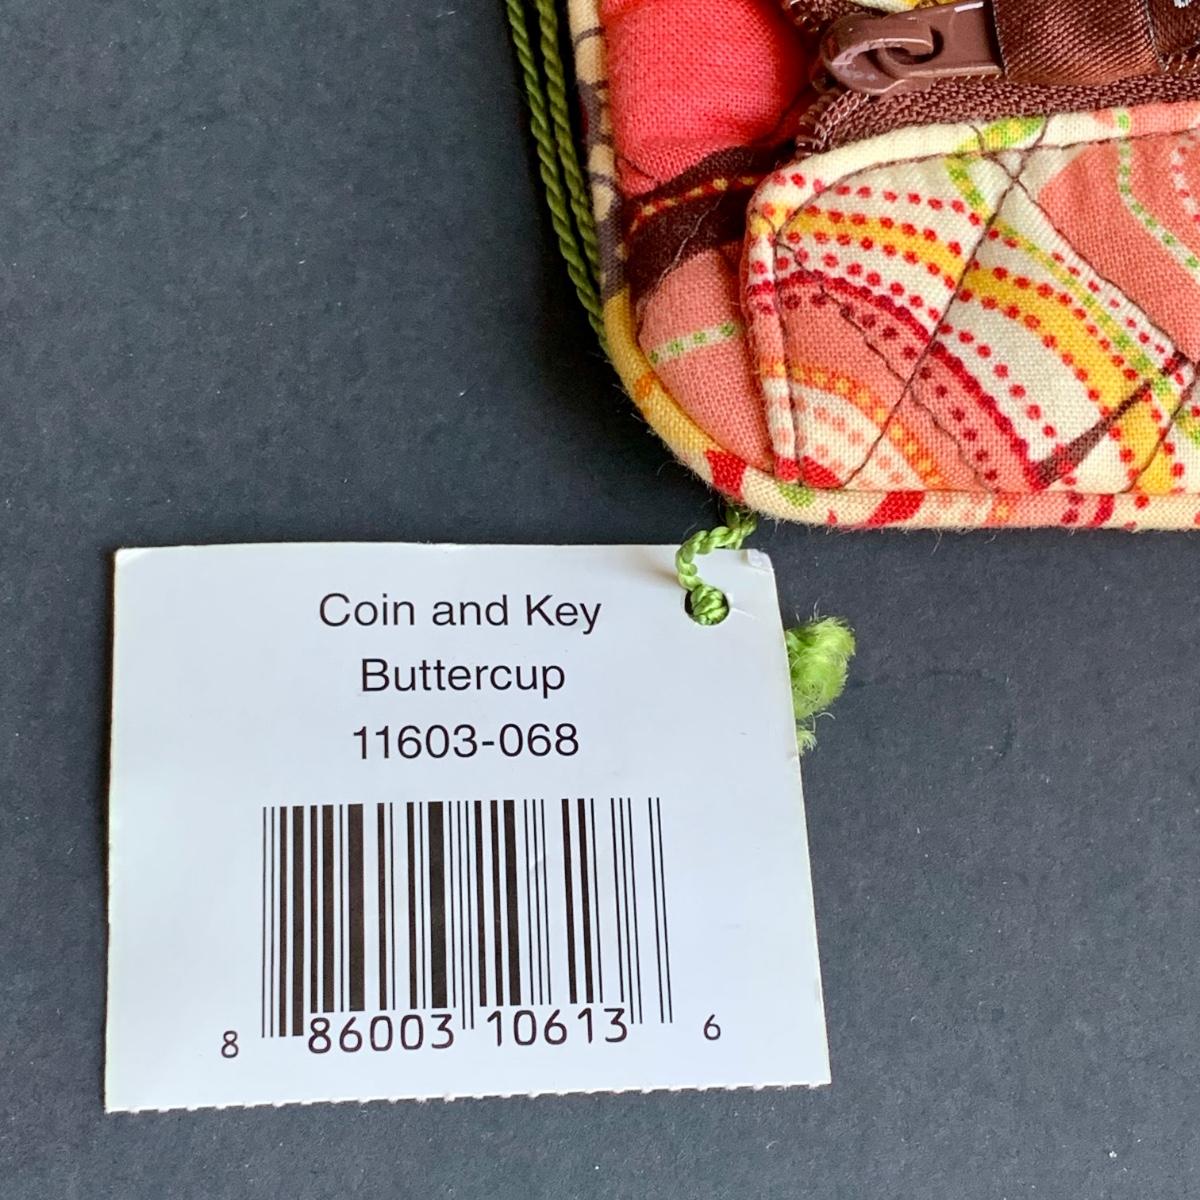 Coin and Key
Buttercup
11603-068
8 86003 10613 6